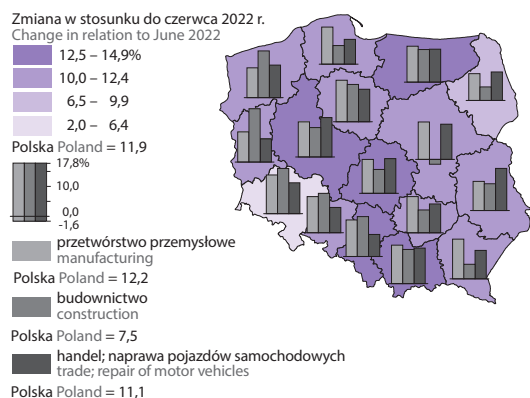 Zmiana w stosunku do czerwca 2022 r.
Change in relation to June 2022
12,5 – 14,9%
10,0 – 12,4
6,5 – 9,9
2,0 – 6,4
Polska Poland = 11,9
17,8%
10,0
0,0
-1,6
przetwórstwo przemysłowe
manufacturing
Polska Poland = 12,2
budownictwo
construction
Polska Poland = 7,5
handel; naprawa pojazdów samochodowych
trade; repair of motor vehicles
Polska Poland = 11,1